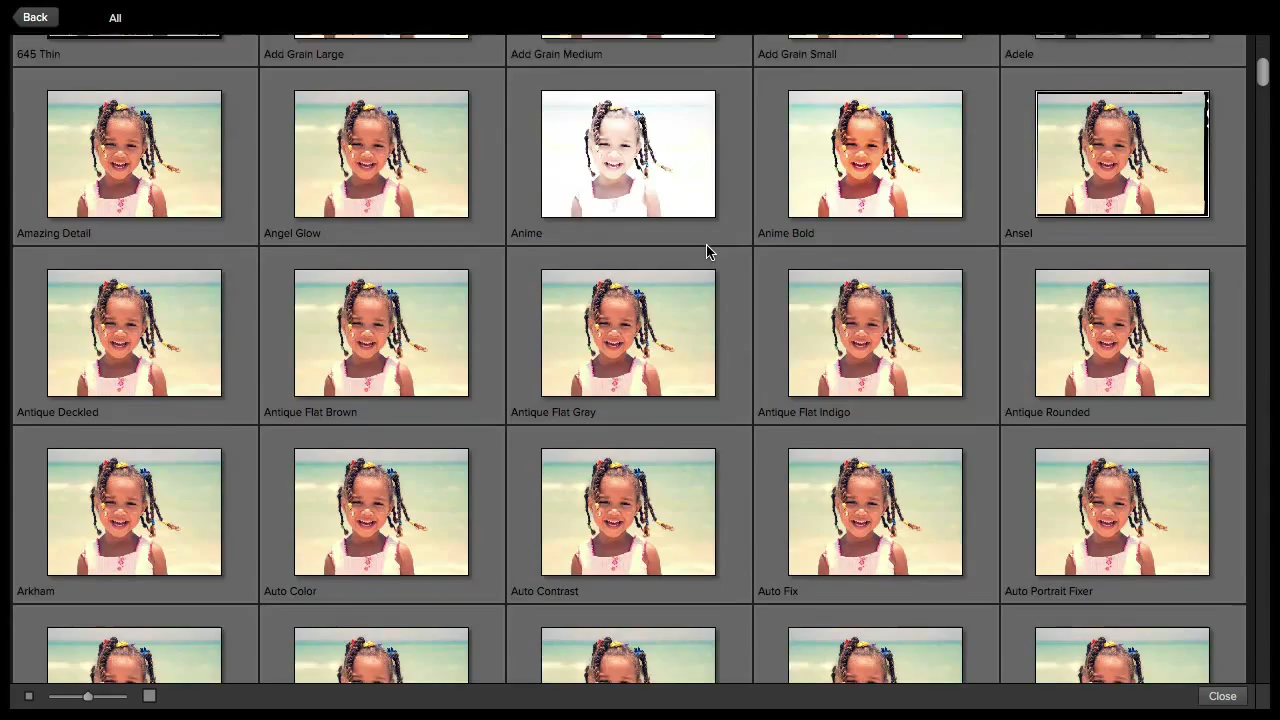 Back
All
645 Thin
Add Grain Large
Add Grain Medium
Add Grain Small
Adele
Amazing Detail
Angel Glow
Anime
Anime Bold
Ansel
Antique Deckled
Antique Flat Brown
Antique Flat Gray
Antique Flat Indigo
Antique Rounded
Arkham
Auto Color
Auto Contrast
Auto Fix
Auto Portrait Fixer
Close